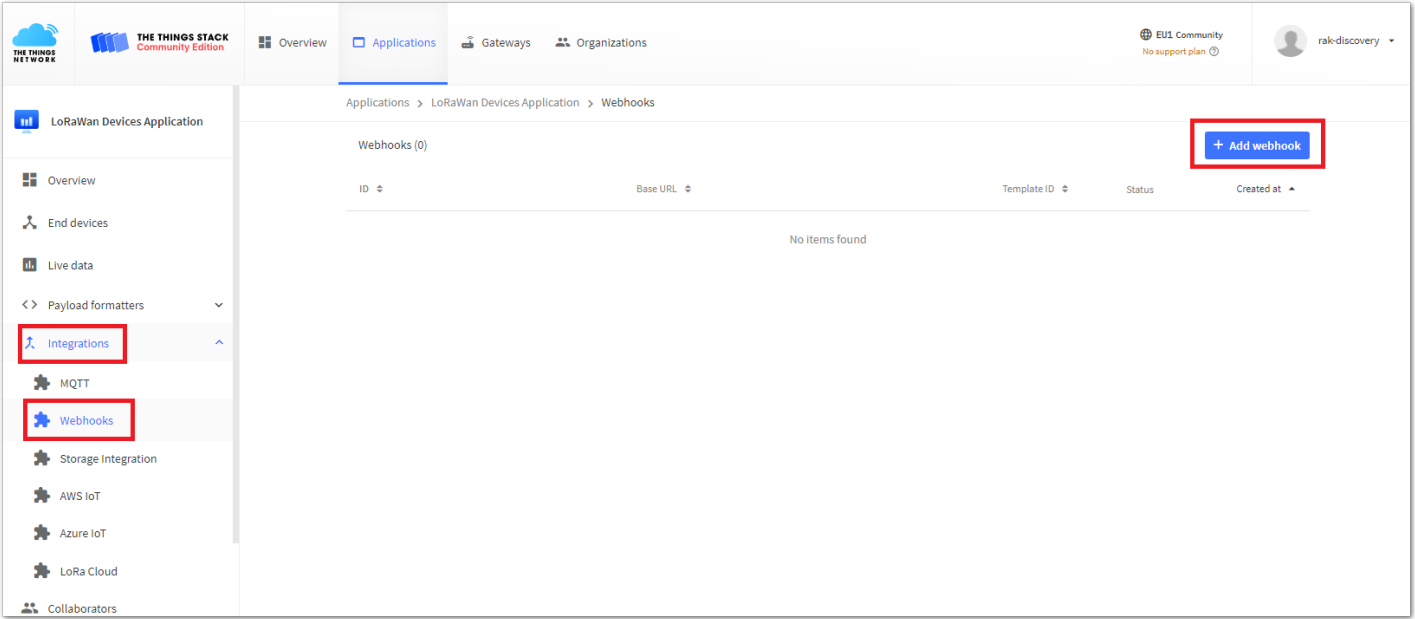 THE THINGS
NETWORK
THE THINGS STACK
Community Edition
Overview
Applications
Gateways
Organizations
EU1 Community
No support plan
rak-discovery
LoRaWan Devices Application
Overview
End devices
Live data
Payload formatters
Integrations
MQTT
Webhooks
Storage Integration
AWS IoT
Azure IoT
LoRa Cloud
Collaborators
Applications > LoRaWan Devices Application > Webhooks
Webhooks (0)
+ Add webhook
ID Base URL Template ID Status Created at
No items found